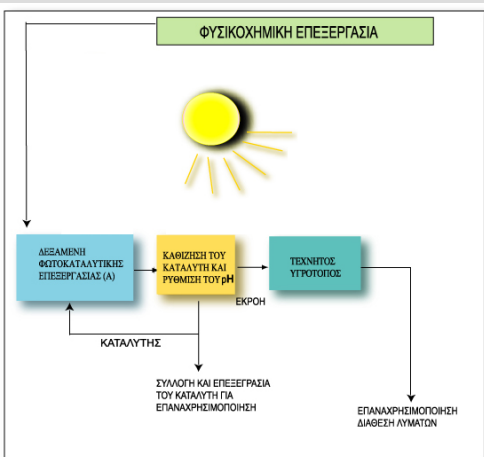 ΦΥΣΙΚΟΧΗΜΙΚΗ ΕΠΕΞΕΡΓΑΣΙΑ
ΔΕΞΑΜΕΝΗ
ΦΩΤΟΚΑΤΑΛΥΤΙΚΗΣ
ΕΠΕΞΕΡΓΑΣΙΑΣ (Α)
ΚΑΘΙΖΗΣΗ ΤΟΥ
ΚΑΤΑΛΥΤΗ ΚΑΙ
ΡΥΘΜΙΣΗ ΤΟΥ pH
ΤΕΧΝΗΤΟΣ
ΥΓΡΟΤΟΠΟΣ
ΕΚΡΟΗ
ΚΑΤΑΛΥΤΗΣ
ΣΥΛΛΟΓΗ ΚΑΙ ΕΠΕΞΕΓΡΑΣΙΑ
ΤΟΥ ΚΑΤΑΛΥΤΗ ΓΙΑ
ΕΠΑΝΑΧΡΗΣΙΜΟΠΟΙΗΣΗ
ΕΠΑΝΑΧΡΗΣΙΜΟΠΟΙΗΣΗ
ΔΙΑΘΕΣΗ ΛΥΜΑΤΩΝ